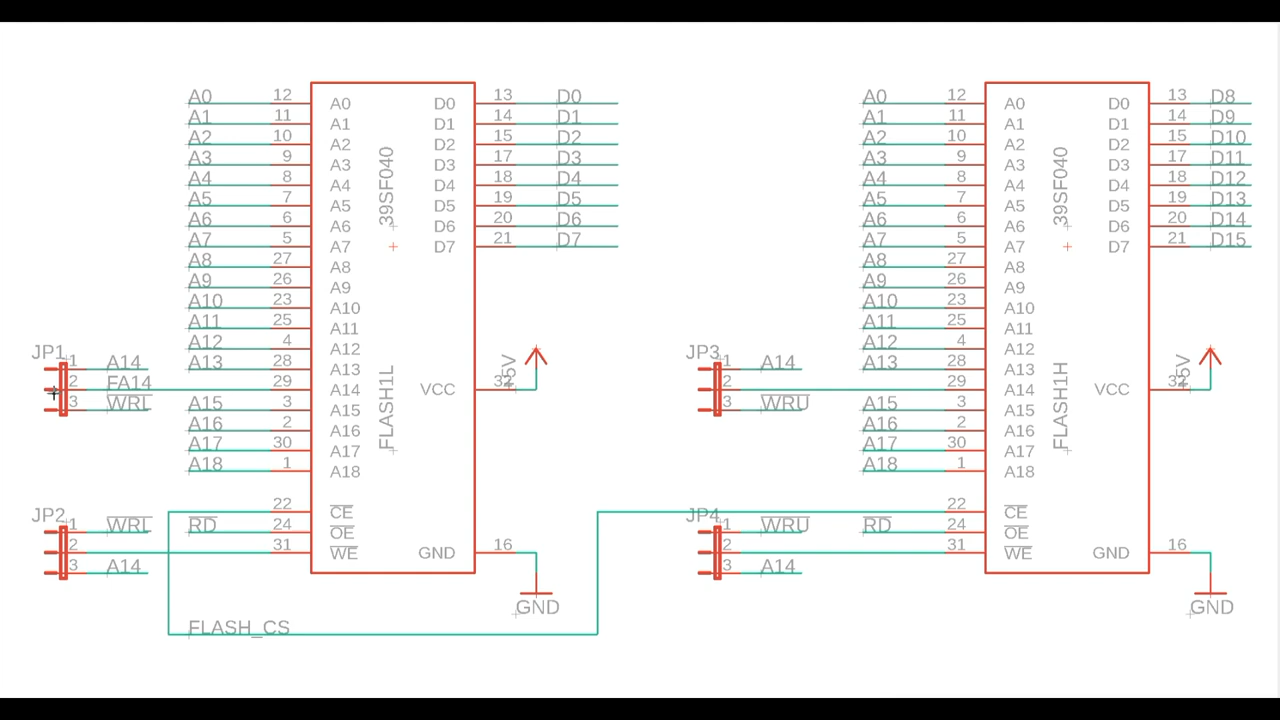 A0 12 A0 D0 13 D0
A1 11 A1 D1 14 D1
A2 10 A2 D2 15 D2
A3 9 A3 D3 17 D3
A4 8 A4 D4 18 D4
A5 7 A5 D5 19 D5
A6 6 A6 D6 20 D6
A7 5 A7 D7 21 D7
A8 27 A8
A9 26 A9
A10 23 A10
A11 25 A11
A12 4 A12
A13 28 A13
29 A14 VCC 32 +5V
A15 3 A15
A16 2 A16
A17 30 A17
A18 1 A18
22 CE
RD 24 OE
31 WE GND 16
GND
39SF040
FLASH1L
JP1
1 A14
2 FA14
3 WRL
JP2
1 WRL
2
3 A14
FLASH_CS
A0 12 A0 D0 13 D8
A1 11 A1 D1 14 D9
A2 10 A2 D2 15 D10
A3 9 A3 D3 17 D11
A4 8 A4 D4 18 D12
A5 7 A5 D5 19 D13
A6 6 A6 D6 20 D14
A7 5 A7 D7 21 D15
A8 27 A8
A9 26 A9
A10 23 A10
A11 25 A11
A12 4 A12
A13 28 A13
29 A14 VCC 32 +5V
A15 3 A15
A16 2 A16
A17 30 A17
A18 1 A18
22 CE
RD 24 OE
31 WE GND 16
GND
39SF040
FLASH1H
JP3
1 A14
2
3 WRU
JP4
1 WRU
2
3 A14